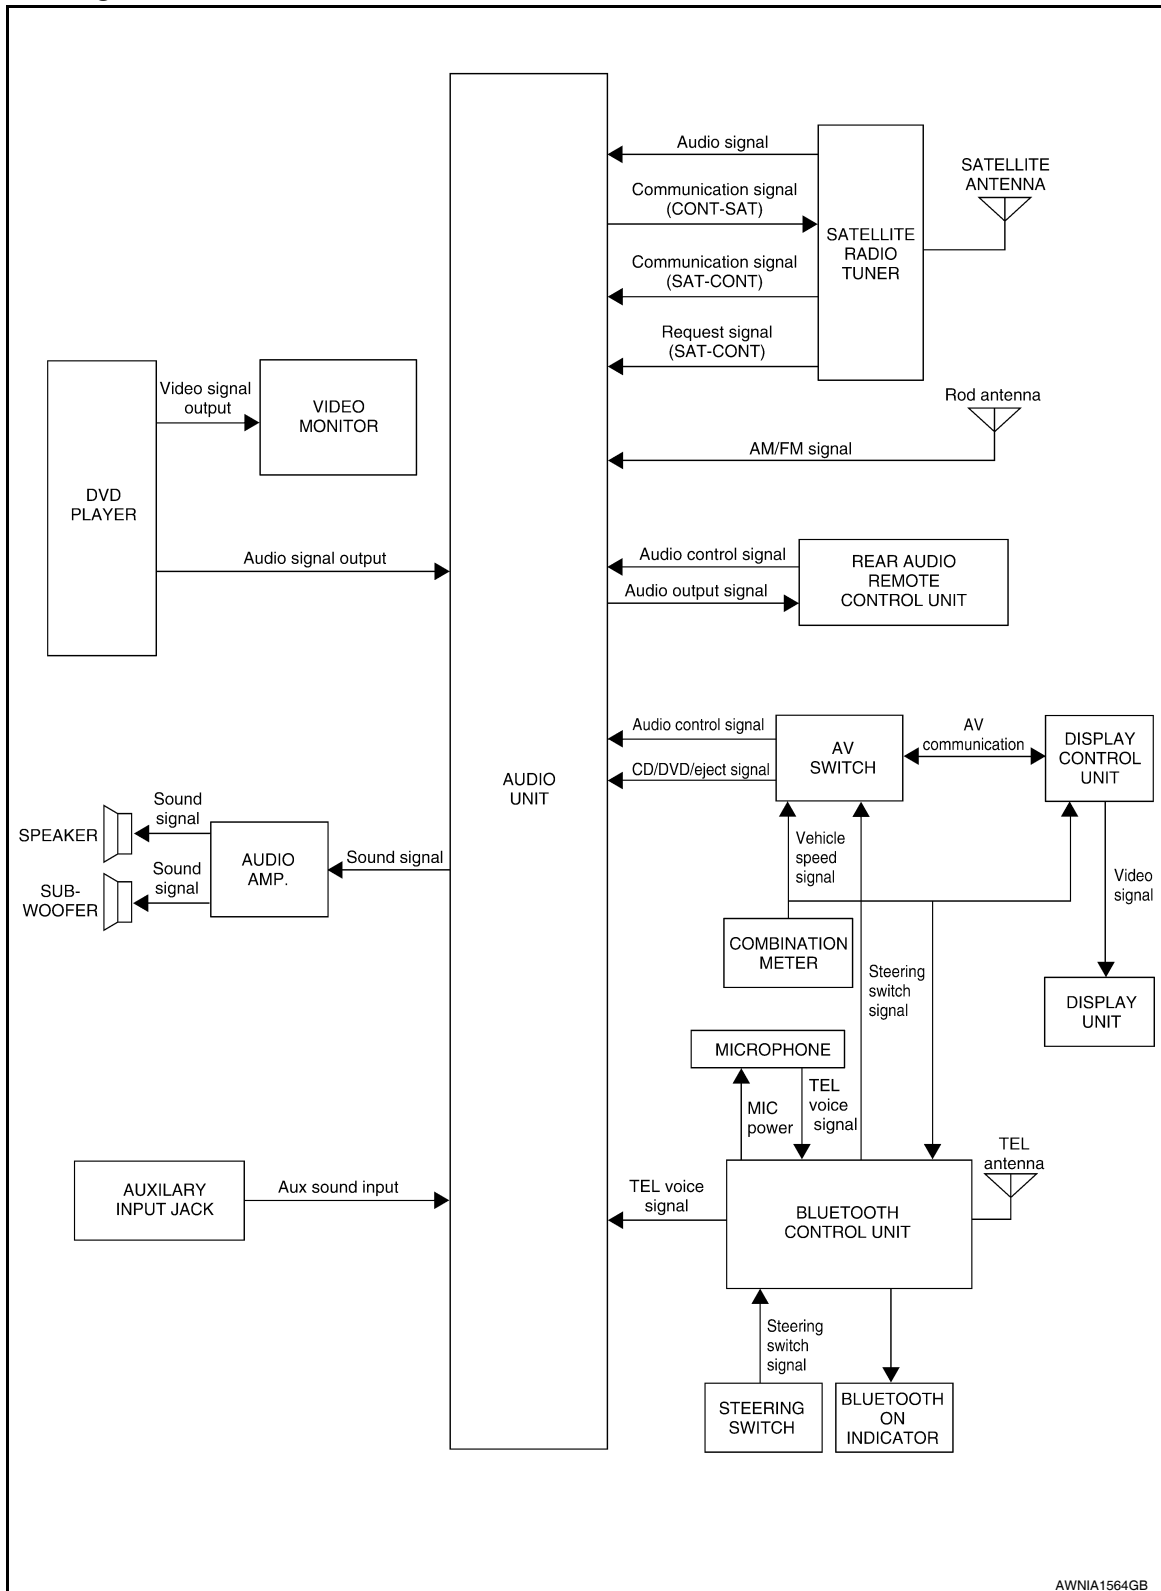 Audio signal
SATELLITE
ANTENNA
Communication signal
(CONT-SAT)
SATELLITE
RADIO
TUNER
Communication signal
(SAT-CONT)
Request signal
(SAT-CONT)
Rod antenna
AM/FM signal
Video signal
output
VIDEO
MONITOR
DVD
PLAYER
Audio signal output
Audio control signal
Audio output signal
REAR AUDIO
REMOTE
CONTROL UNIT
AUDIO
UNIT
Audio control signal
CD/DVD/eject signal
AV
SWITCH
AV
communication
DISPLAY
CONTROL
UNIT
Sound
signal
SPEAKER
Sound
signal
SUB-
WOOFER
AUDIO
AMP.
Sound signal
Vehicle
speed
signal
Video
signal
COMBINATION
METER
Steering
switch
signal
DISPLAY
UNIT
MICROPHONE
MIC
power
TEL
voice
signal
TEL
antenna
AUXILARY
INPUT JACK
Aux sound input
TEL voice
signal
BLUETOOTH
CONTROL UNIT
Steering
switch
signal
STEERING
SWITCH
BLUETOOTH
ON
INDICATOR
AWNIA1564GB